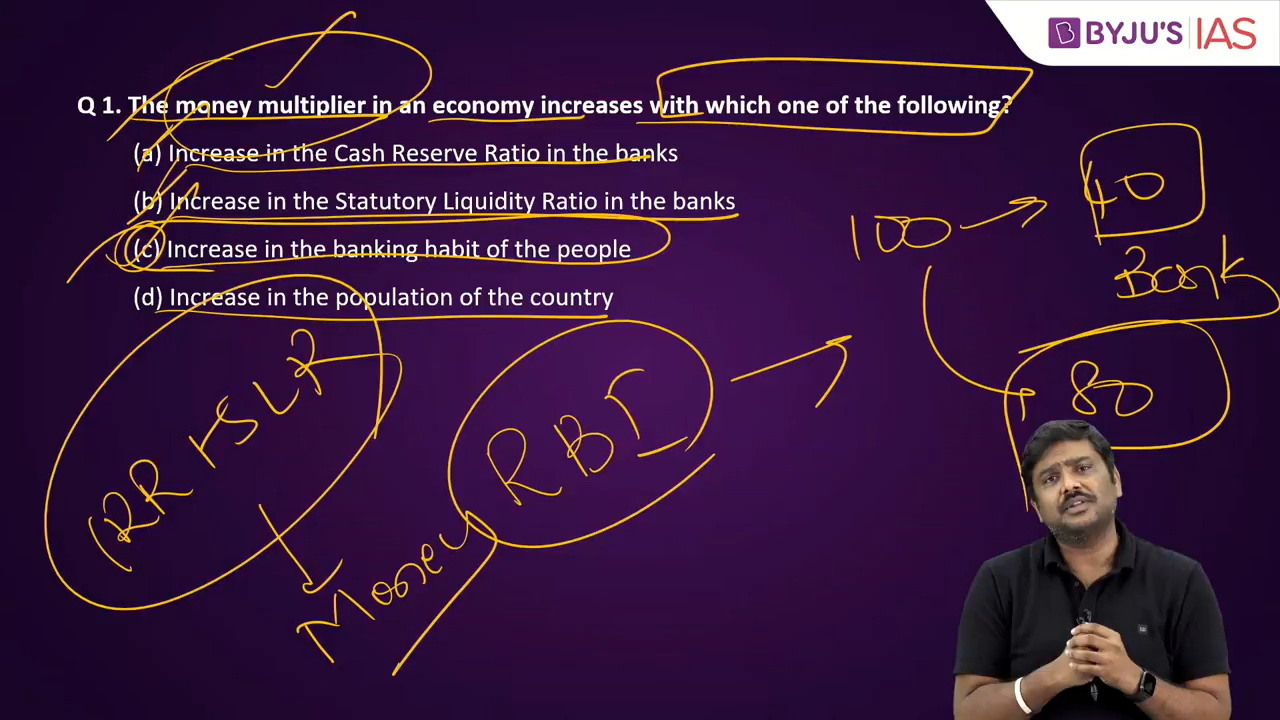 BYJU'S IAS
Q 1. The money multiplier in an economy increases with which one of the following?
(a) Increase in the Cash Reserve Ratio in the banks
(b) Increase in the Statutory Liquidity Ratio in the banks
(c) Increase in the banking habit of the people
(d) Increase in the population of the country
100
40
Bank
80
SLR
RBI
Money